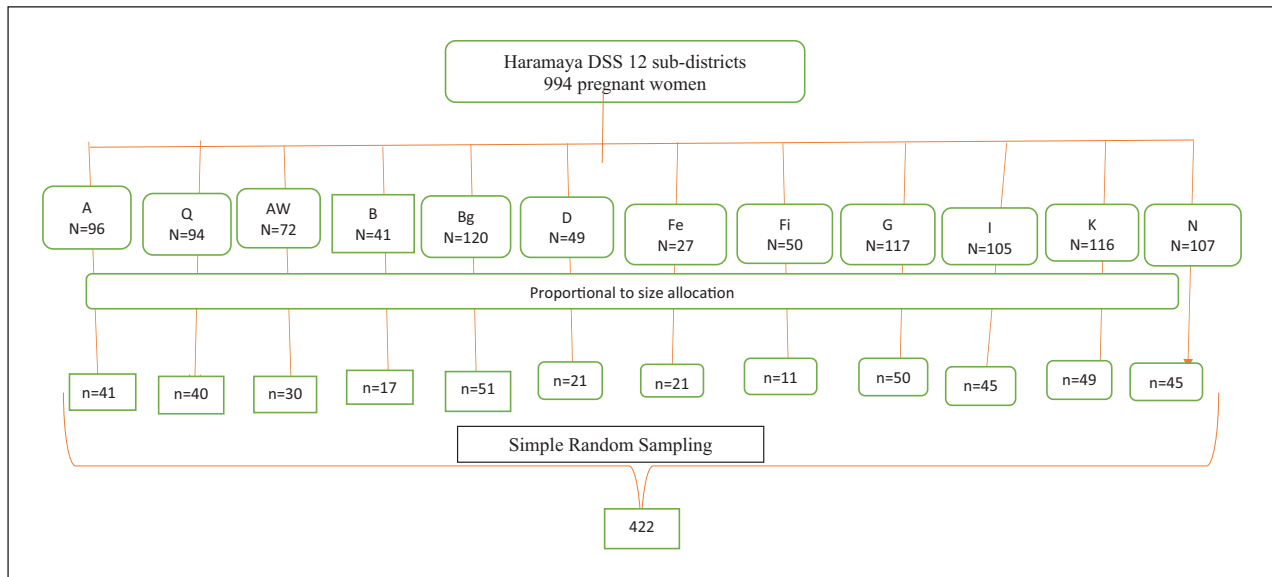 Haramaya DSS 12 sub-districts
994 pregnant women
A
N=96
Q
N=94
AW
N=72
B
N=41
Bg
N=120
D
N=49
Fe
N=27
Fi
N=50
G
N=117
I
N=105
K
N=116
N
N=107
Proportional to size allocation
n=41
n=40
n=30
n=17
n=51
n=21
n=21
n=11
n=50
n=45
n=49
n=45
Simple Random Sampling
422